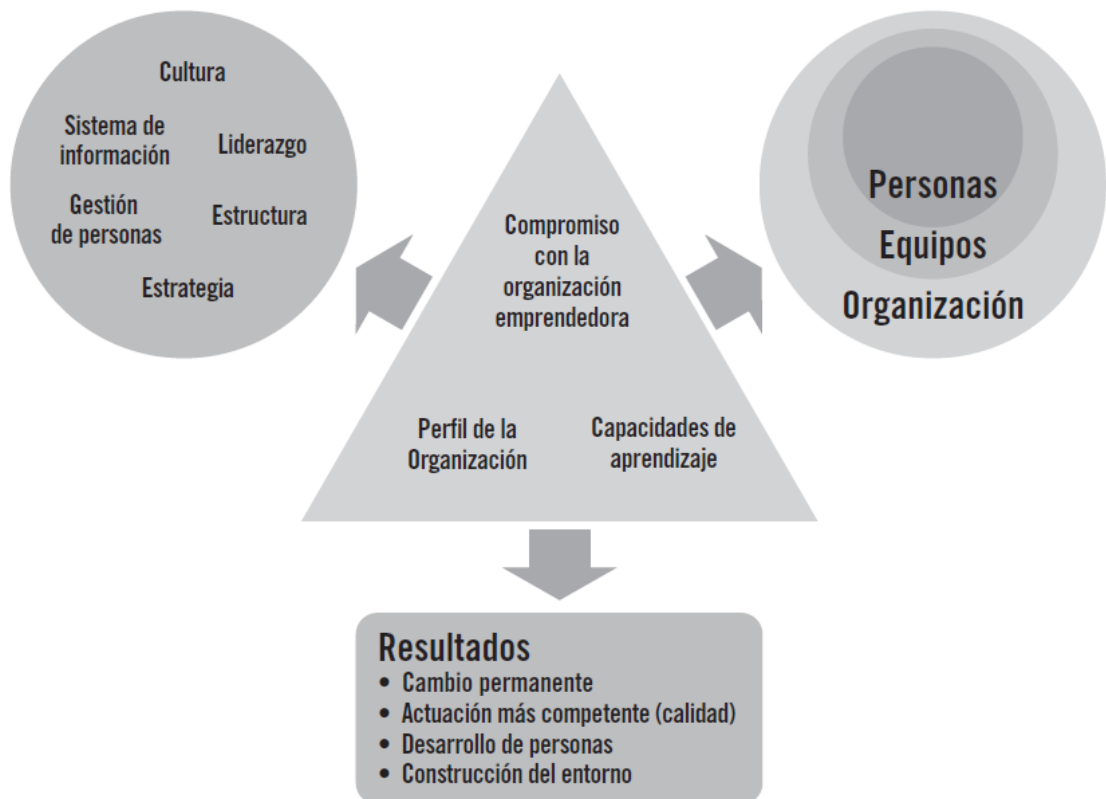 Cultura
Sistema de
información
Liderazgo
Gestión
de personas
Estructura
Estrategia
Compromiso
con la
organización
emprendedora
Perfil de la
Organización
Capacidades de
aprendizaje
Personas
Equipos
Organización
Resultados
• Cambio permanente
• Actuación más competente (calidad)
• Desarrollo de personas
• Construcción del entorno